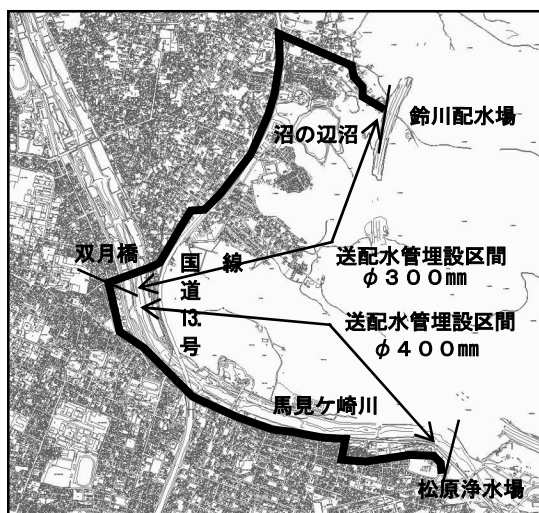 鈴川配水場
沼の辺沼
双月橋
国道13.号線
送配水管埋設区間
φ３００㎜
送配水管埋設区間
φ４００㎜
馬見ケ崎川
松原浄水場